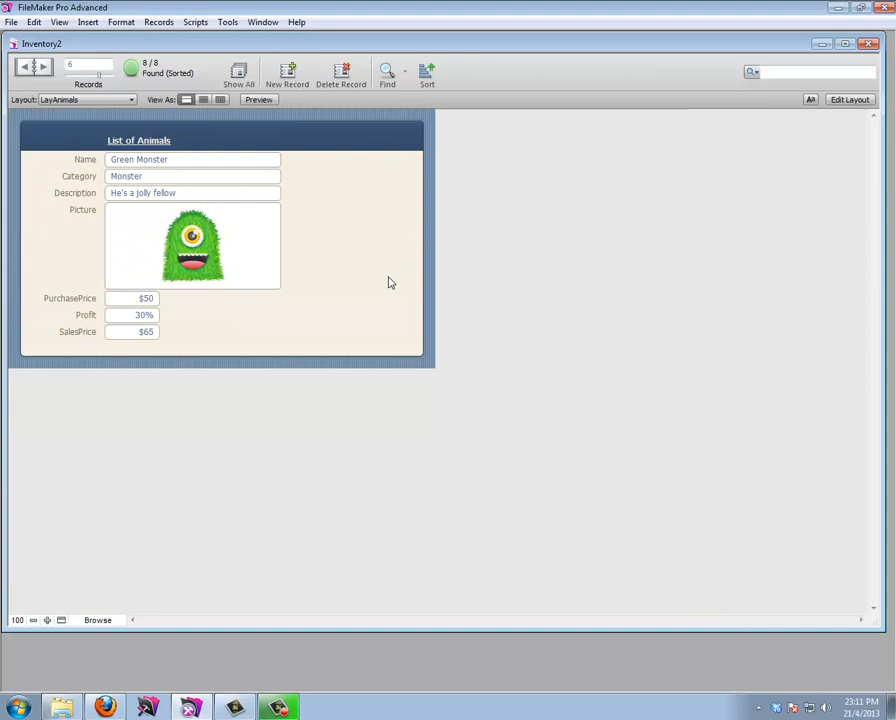 FileMaker Pro Advanced
File Edit View Insert Format Records Scripts Tools Window Help
Inventory2
6
8 / 8
Found (Sorted)
Records
Show All
New Record
Delete Record
Find
Sort
Layout: LayAnimals
View As:
Preview
Aa
Edit Layout
List of Animals
Name Green Monster
Category Monster
Description He's a jolly fellow
Picture
PurchasePrice $50
Profit 30%
SalesPrice $65
100 Browse
23:11 PM
21/4/2013